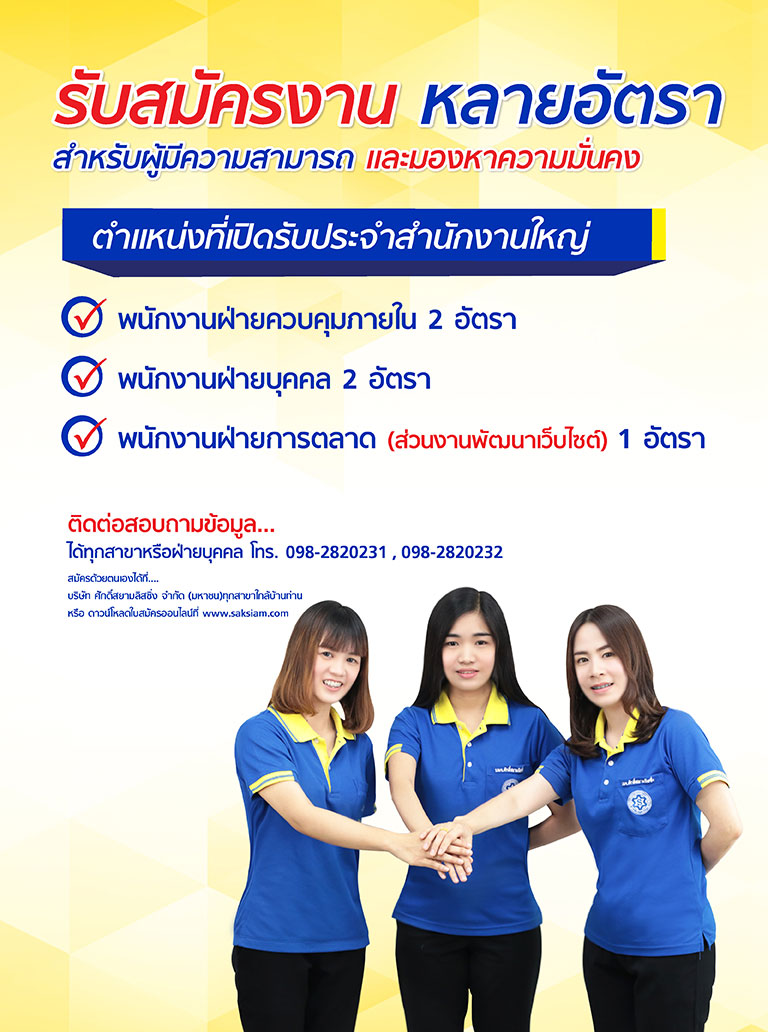 รับสมัครงาน หลายอัตรา
สำหรับผู้มีความสามารถ และมองหาความมั่นคง
ตำแหน่งที่เปิดรับประจำสำนักงานใหญ่
พนักงานฝ่ายควบคุมภายใน 2 อัตรา
พนักงานฝ่ายบุคคล 2 อัตรา
พนักงานฝ่ายการตลาด (ส่วนงานพัฒนาเว็บไซต์) 1 อัตรา
ติดต่อสอบถามข้อมูล...
ได้ทุกสาขาหรือฝ่ายบุคคล โทร. 098-2820231 , 098-2820232
สมัครด้วยตนเองได้ที่....
บริษัท ศักดิ์สยามลิสซิ่ง จำกัด (มหาชน)ทุกสาขาใกล้บ้านท่าน
หรือ ดาวน์โหลดใบสมัครออนไลน์ที่ www.saksiam.com